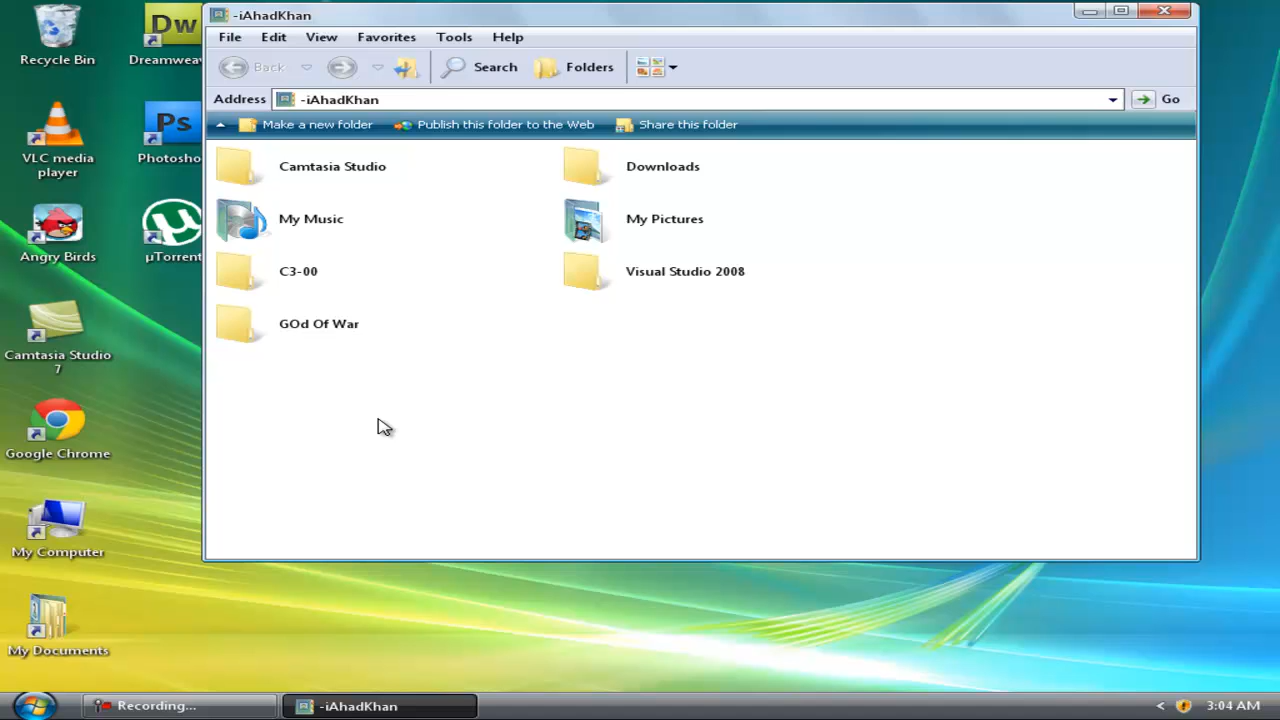 -iAhadKhan
File Edit View Favorites Tools Help
Back Search Folders
Address -iAhadKhan Go
Make a new folder Publish this folder to the Web Share this folder
Camtasia Studio Downloads
My Music My Pictures
C3-00 Visual Studio 2008
GOd Of War
Recycle Bin
Dw
Dreamweav
VLC media
player
Ps
Photosho
Angry Birds
µTorrent
Camtasia Studio
7
Google Chrome
My Computer
My Documents
Recording... -iAhadKhan < 3:04 AM